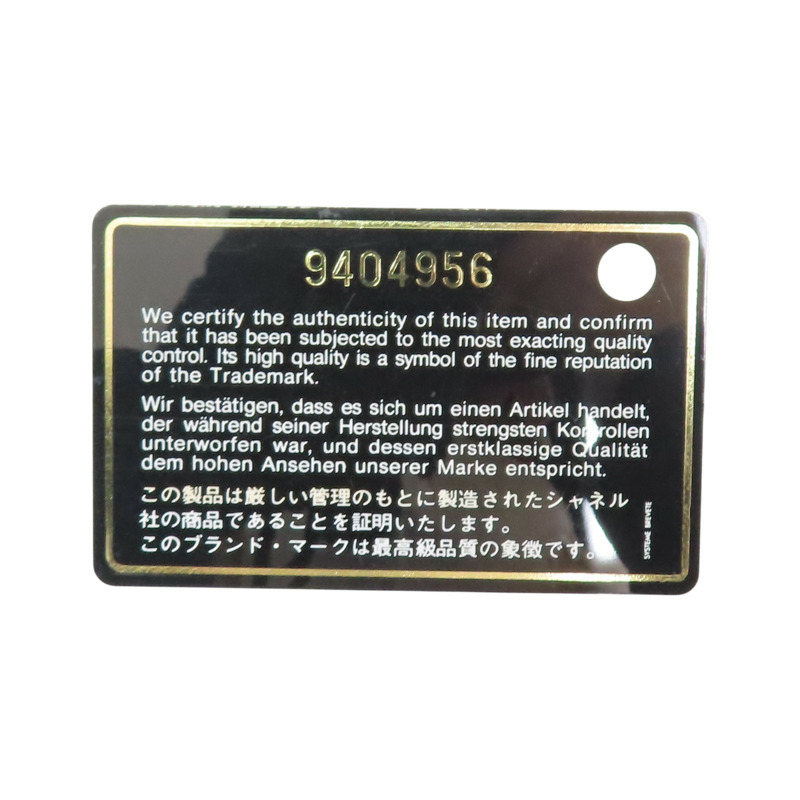 9404956
We certify the authenticity of this item and confirm
that it has been subjected to the most exacting quality
control. Its high quality is a symbol of the fine reputation
of the Trademark.
Wir bestätigen, dass es sich um einen Artikel handelt,
der während seiner Herstellung strengsten Kontrollen
unterworfen war, und dessen erstklassige Qualität
dem hohen Ansehen unserer Marke entspricht.
この製品は厳しい管理のもとに製造されたシャネル
社の商品であることを証明いたします。
このブランド・マークは最高級品質の象徴です。
SYSTEME BREVETE